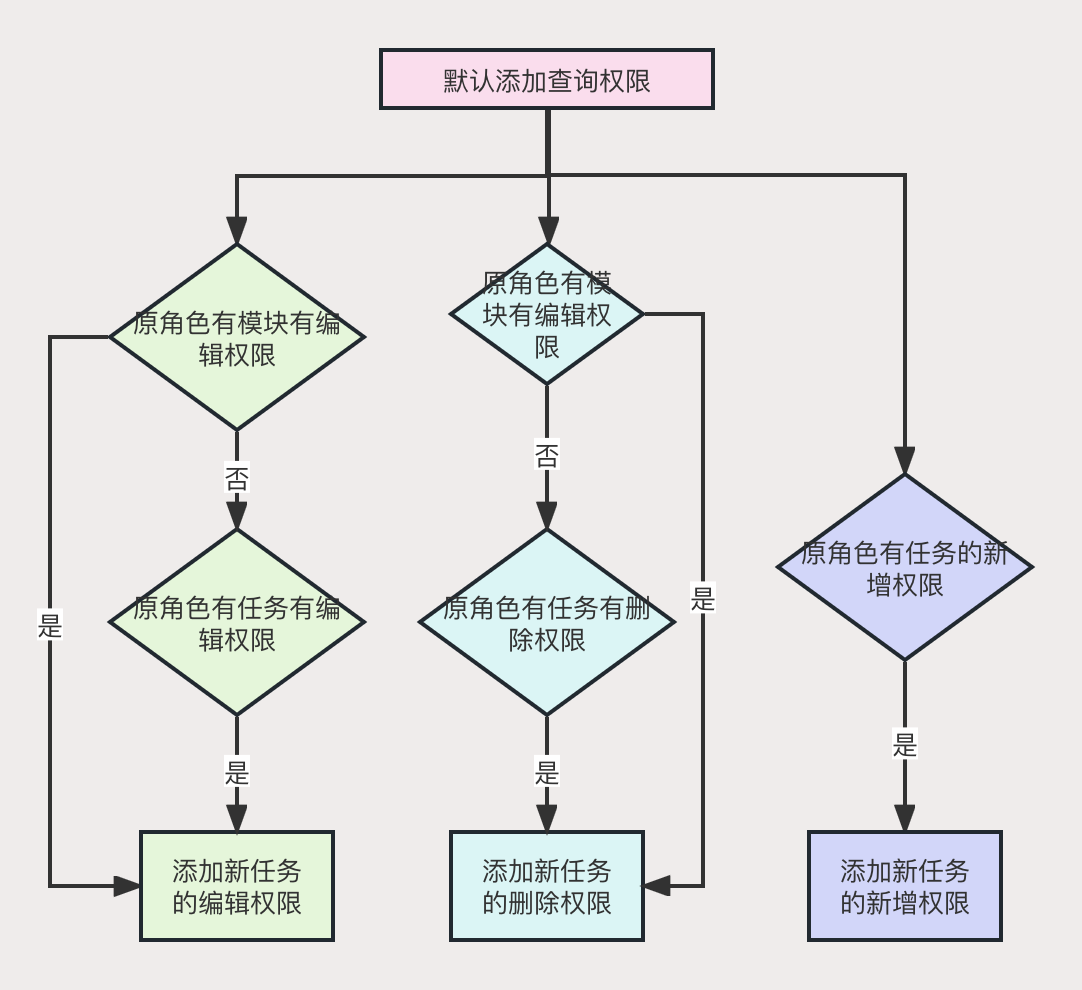 默认添加查询权限
原角色有模块有编
辑权限
原角色有模
块有编辑权
限
否
否
原角色有任务的新
增权限
是
原角色有任务有编
辑权限
原角色有任务有删
除权限
是
是
是
是
添加新任务
的编辑权限
添加新任务
的删除权限
添加新任务
的新增权限